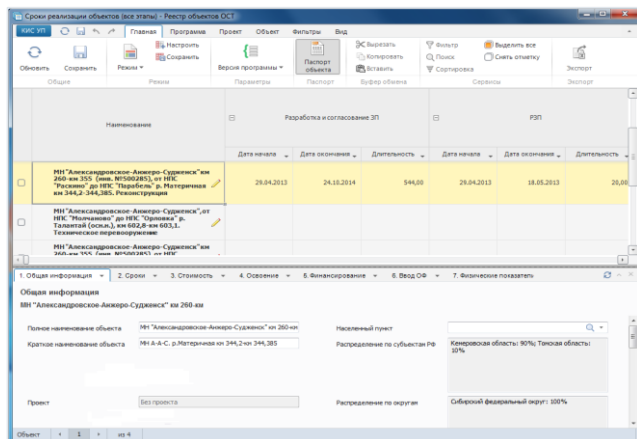 Сроки реализации объектов (все этапы) - Реестр объектов ОСТ
КИС УП Главная Программа Проект Объект Фильтры Вид
Обновить Сохранить Режим Настроить Сохранить Версия программы Паспорт объекта Вырезать Копировать Вставить Фильтр Поиск Сортировка Выделить все Снять отметку Экспорт
Общие Режим Параметры Паспорт Буфер обмена Сервисы Экспорт
Наименование Разработка и согласование ЗП РЗП
Дата начала Дата окончания Длительность Дата начала Дата окончания Длительность
МН "Александровское-Анжеро-Судженск"км
260-км 355 (инв. №500285), от НПС
"Раскино" до НПС "Парабель" р. Материчная
км 344,2-344,385. Реконструкция
29.04.2013 24.10.2014 544,00 29.04.2013 18.05.2013 20,00
МН"Александровское-Анжеро-Судженск",от
НПС "Молчаново" до НПС "Орловка" р.
Талантай (осн.н.), км 602,8-км 603,1.
Техническое перевооружение
МН"Александровское-Анжеро-Судженск"км
260-км 355 (инв. №500285), от НПС
1. Общая информация 2. Сроки 3. Стоимость 4. Освоение 5. Финансирование 6. Ввод ОФ 7. Физические показатели
Общая информация
МН "Александровское-Анжеро-Судженск" км 260-км
Полное наименование объекта МН "Александровское-Анжеро-Судженск" км 260-км Населенный пункт
Краткое наименование объекта МН А-А-С. р.Материчная км 344,2-км 344,385 Распределение по субъектам РФ Кемеровская область: 90%; Томская область:
10%
Проект Без проекта Распределение по округам Сибирский федеральный округ: 100%
Объект 1 из 4